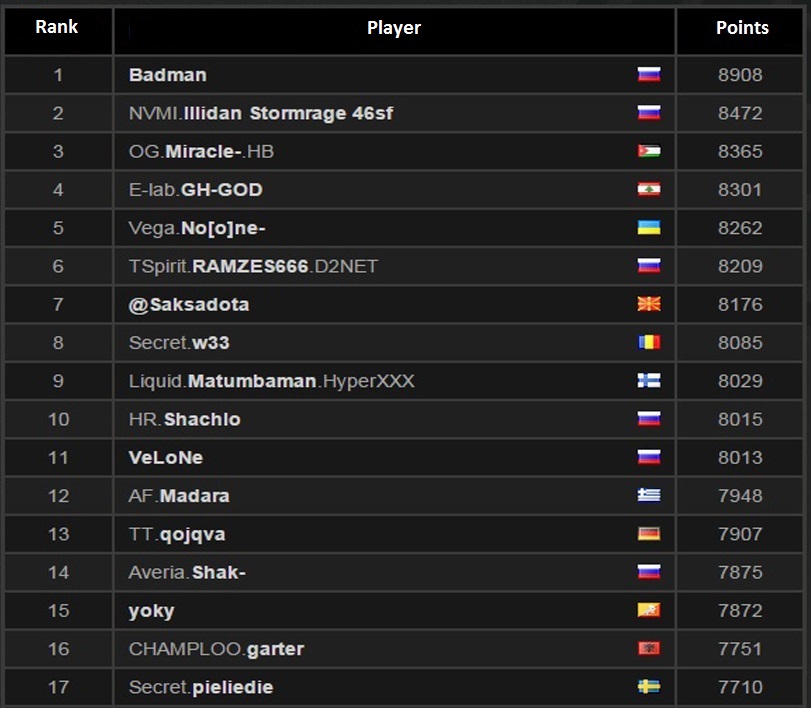 Rank Player Points
1 Badman 8908
2 NVMI.Illidan Stormrage 46sf 8472
3 OG.Miracle-.HB 8365
4 E-lab.GH-GOD 8301
5 Vega.No[o]ne- 8262
6 TSpirit.RAMZES666.D2NET 8209
7 @Saksadota 8176
8 Secret.w33 8085
9 Liquid.Matumbaman.HyperXXX 8029
10 HR.Shachlo 8015
11 VeLoNe 8013
12 AF.Madara 7948
13 TT.qojqva 7907
14 Averia.Shak- 7875
15 yoky 7872
16 CHAMPLOO.garter 7751
17 Secret.pieliedie 7710